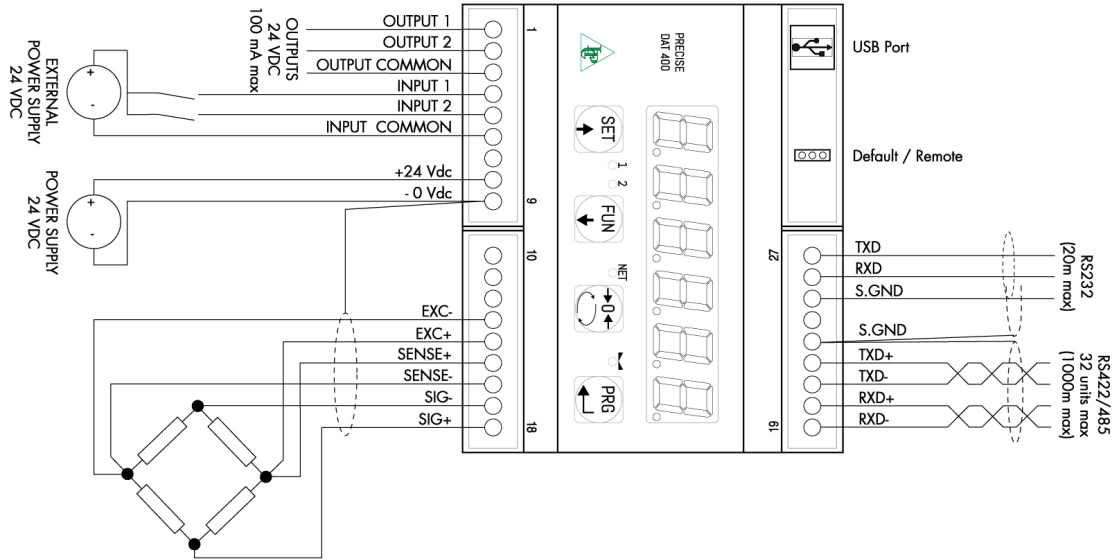 OUTPUT 1
OUTPUT 2
OUTPUT COMMON
INPUT 1
INPUT 2
INPUT COMMON
+24 Vdc
- 0 Vdc
OUTPUTS
24 VDC
100 mA max
EXTERNAL
POWER SUPPLY
24 VDC
+
-
POWER SUPPLY
24 VDC
+
-
EXC-
EXC+
SENSE+
SENSE-
SIG-
SIG+
1
9
10
18
PRECISE
DAT 400
SET
1
2
FUN
NET
0
PRG
27
19
USB Port
Default / Remote
TXD
RXD
S.GND
S.GND
TXD+
TXD-
RXD+
RXD-
RS232
(20m max)
RS422/485
32 units max
(1000m max)